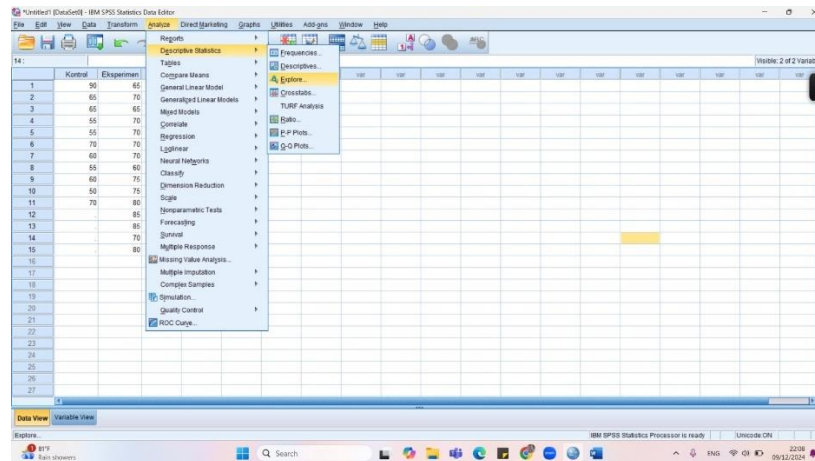 *Untitled1 [DataSet0] - IBM SPSS Statistics Data Editor
File Edit View Data Transform Analyze Direct Marketing Graphs Utilities Add-ons Window Help
14 :
Visible: 2 of 2 Variab
Kontrol Eksperimen var var var var var var var var var
1 90 65
2 65 70
3 65 65
4 55 70
5 55 70
6 70 70
7 60 70
8 55 60
9 60 75
10 50 75
11 70 80
12 . 85
13 . 85
14 . 70
15 . 80
16
17
18
19
20
21
22
23
24
25
26
27
Reports
Descriptive Statistics
Tables
Compare Means
General Linear Model
Generalized Linear Models
Mixed Models
Correlate
Regression
Loglinear
Neural Networks
Classify
Dimension Reduction
Scale
Nonparametric Tests
Forecasting
Survival
Multiple Response
Missing Value Analysis...
Multiple Imputation
Complex Samples
Simulation...
Quality Control
ROC Curve...
Frequencies...
Descriptives...
Explore...
Crosstabs...
TURF Analysis
Ratio...
P-P Plots...
Q-Q Plots...
Data View Variable View
Explore...
IBM SPSS Statistics Processor is ready Unicode:ON
81°F
Rain showers
Search
ENG
22:08
09/12/2024